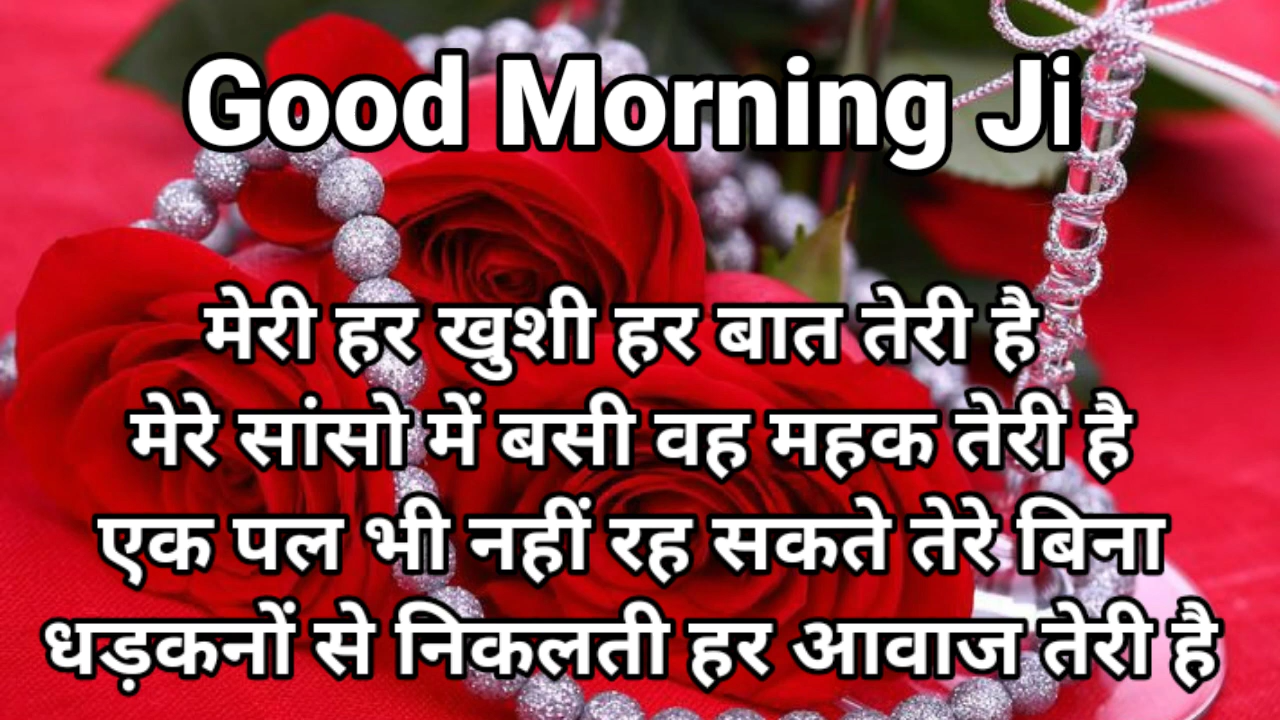 Good Morning Ji
मेरी हर खुशी हर बात तेरी है
मेरे सांसो में बसी वह महक तेरी है
एक पल भी नहीं रह सकते तेरे बिना
धड़कनों से निकलती हर आवाज तेरी है